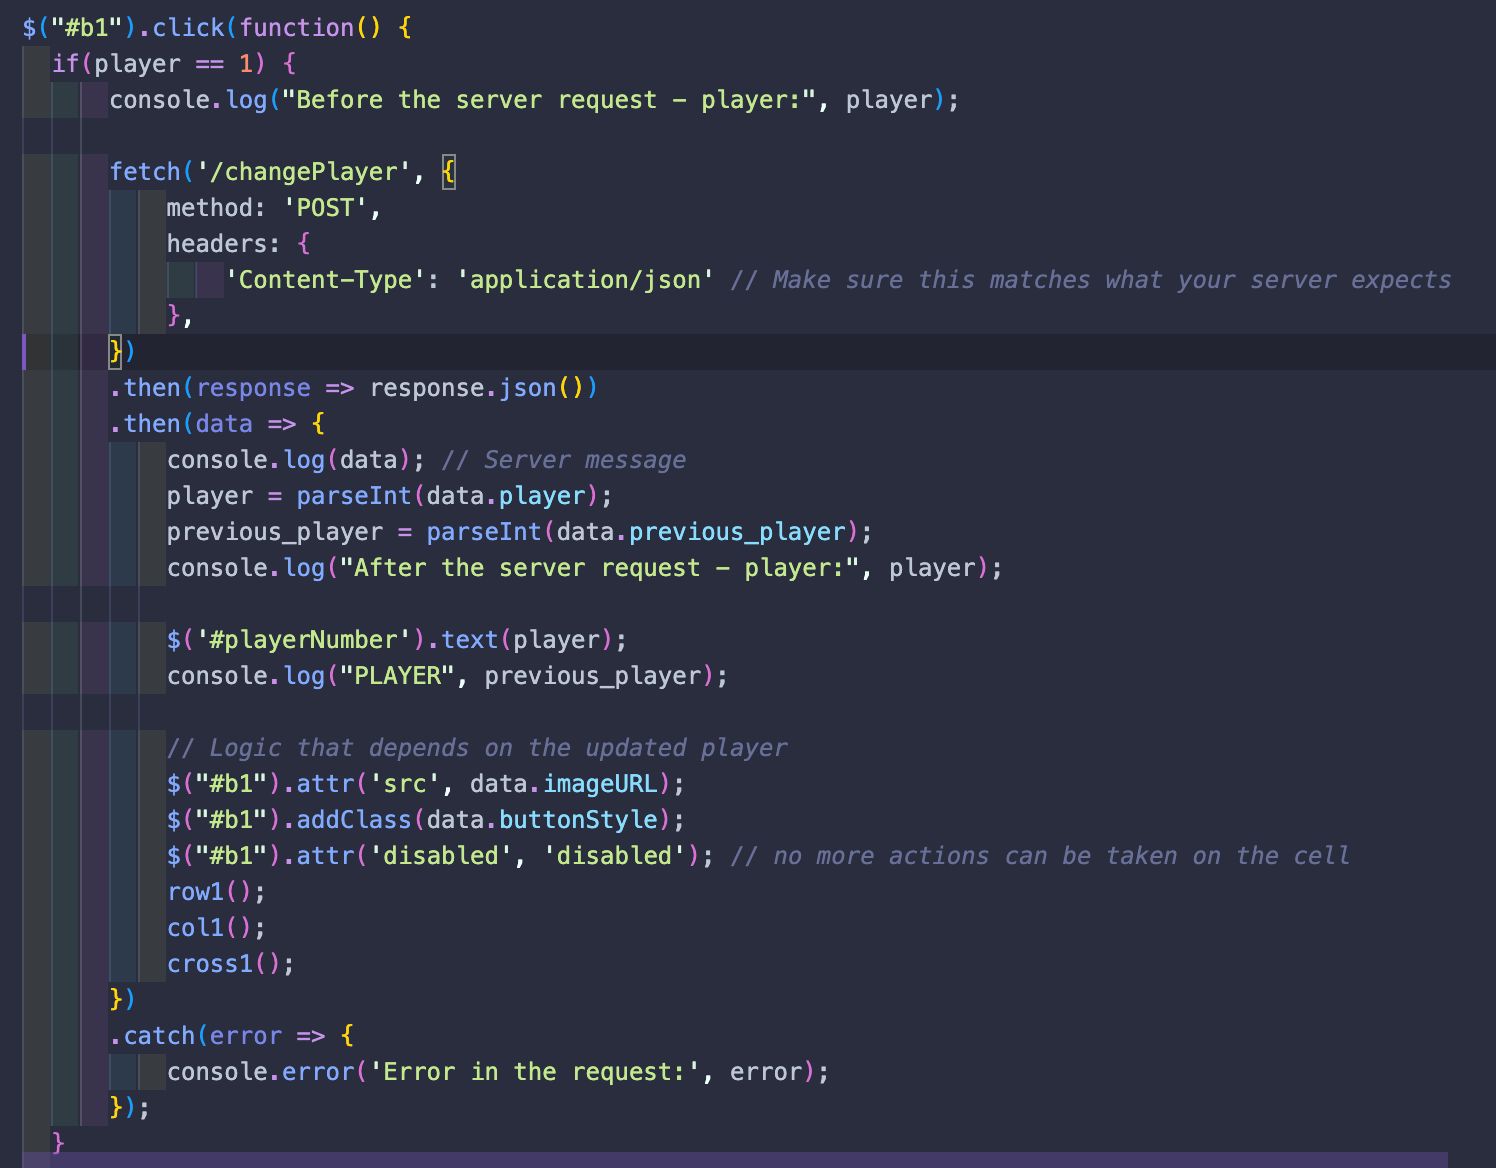 $("#b1").click(function() {
if(player == 1) {
console.log("Before the server request - player:", player);
fetch('/changePlayer', {
method: 'POST',
headers: {
'Content-Type': 'application/json' // Make sure this matches what your server expects
},
})
.then(response => response.json())
.then(data => {
console.log(data); // Server message
player = parseInt(data.player);
previous_player = parseInt(data.previous_player);
console.log("After the server request - player:", player);
$('#playerNumber').text(player);
console.log("PLAYER", previous_player);
// Logic that depends on the updated player
$("#b1").attr('src', data.imageURL);
$("#b1").addClass(data.buttonStyle);
$("#b1").attr('disabled', 'disabled'); // no more actions can be taken on the cell
row1();
col1();
cross1();
})
.catch(error => {
console.error('Error in the request:', error);
});
}